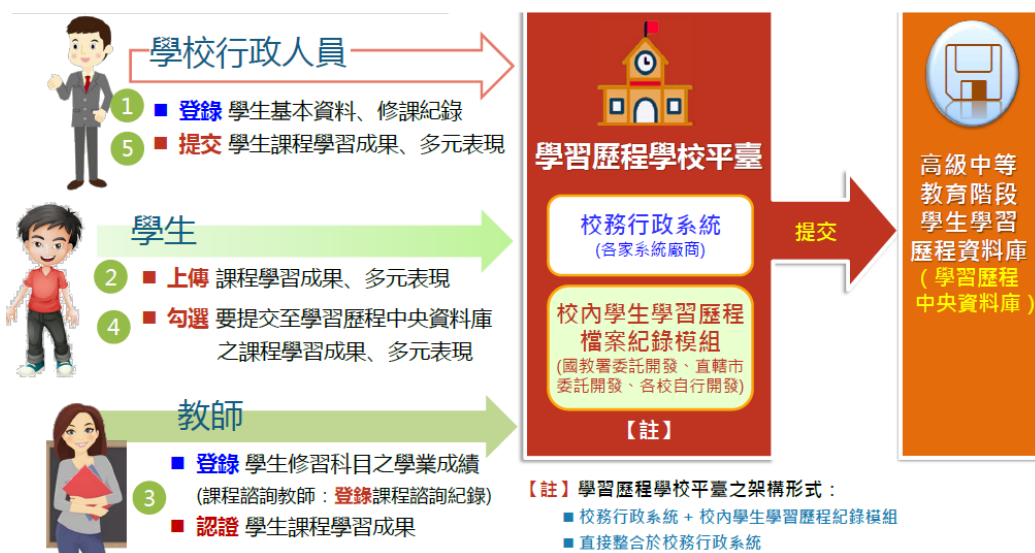 學校行政人員
1
■ 登錄 學生基本資料、修課紀錄
5
■ 提交 學生課程學習成果、多元表現
學生
2
■ 上傳 課程學習成果、多元表現
4
■ 勾選 要提交至學習歷程中央資料庫
之課程學習成果、多元表現
教師
■ 登錄 學生修習科目之學業成績
3
(課程諮詢教師：登錄課程諮詢紀錄)
■ 認證 學生課程學習成果
學習歷程學校平臺
校務行政系統
(各家系統廠商)
校內學生學習歷程
檔案紀錄模組
(國教署委託開發、直轄市
委託開發、各校自行開發)
【註】
提交
高級中等
教育階段
學生學習
歷程資料庫
(學習歷程
中央資料庫)
【註】學習歷程學校平臺之架構形式：
■ 校務行政系統 + 校內學生學習歷程紀錄模組
■ 直接整合於校務行政系統